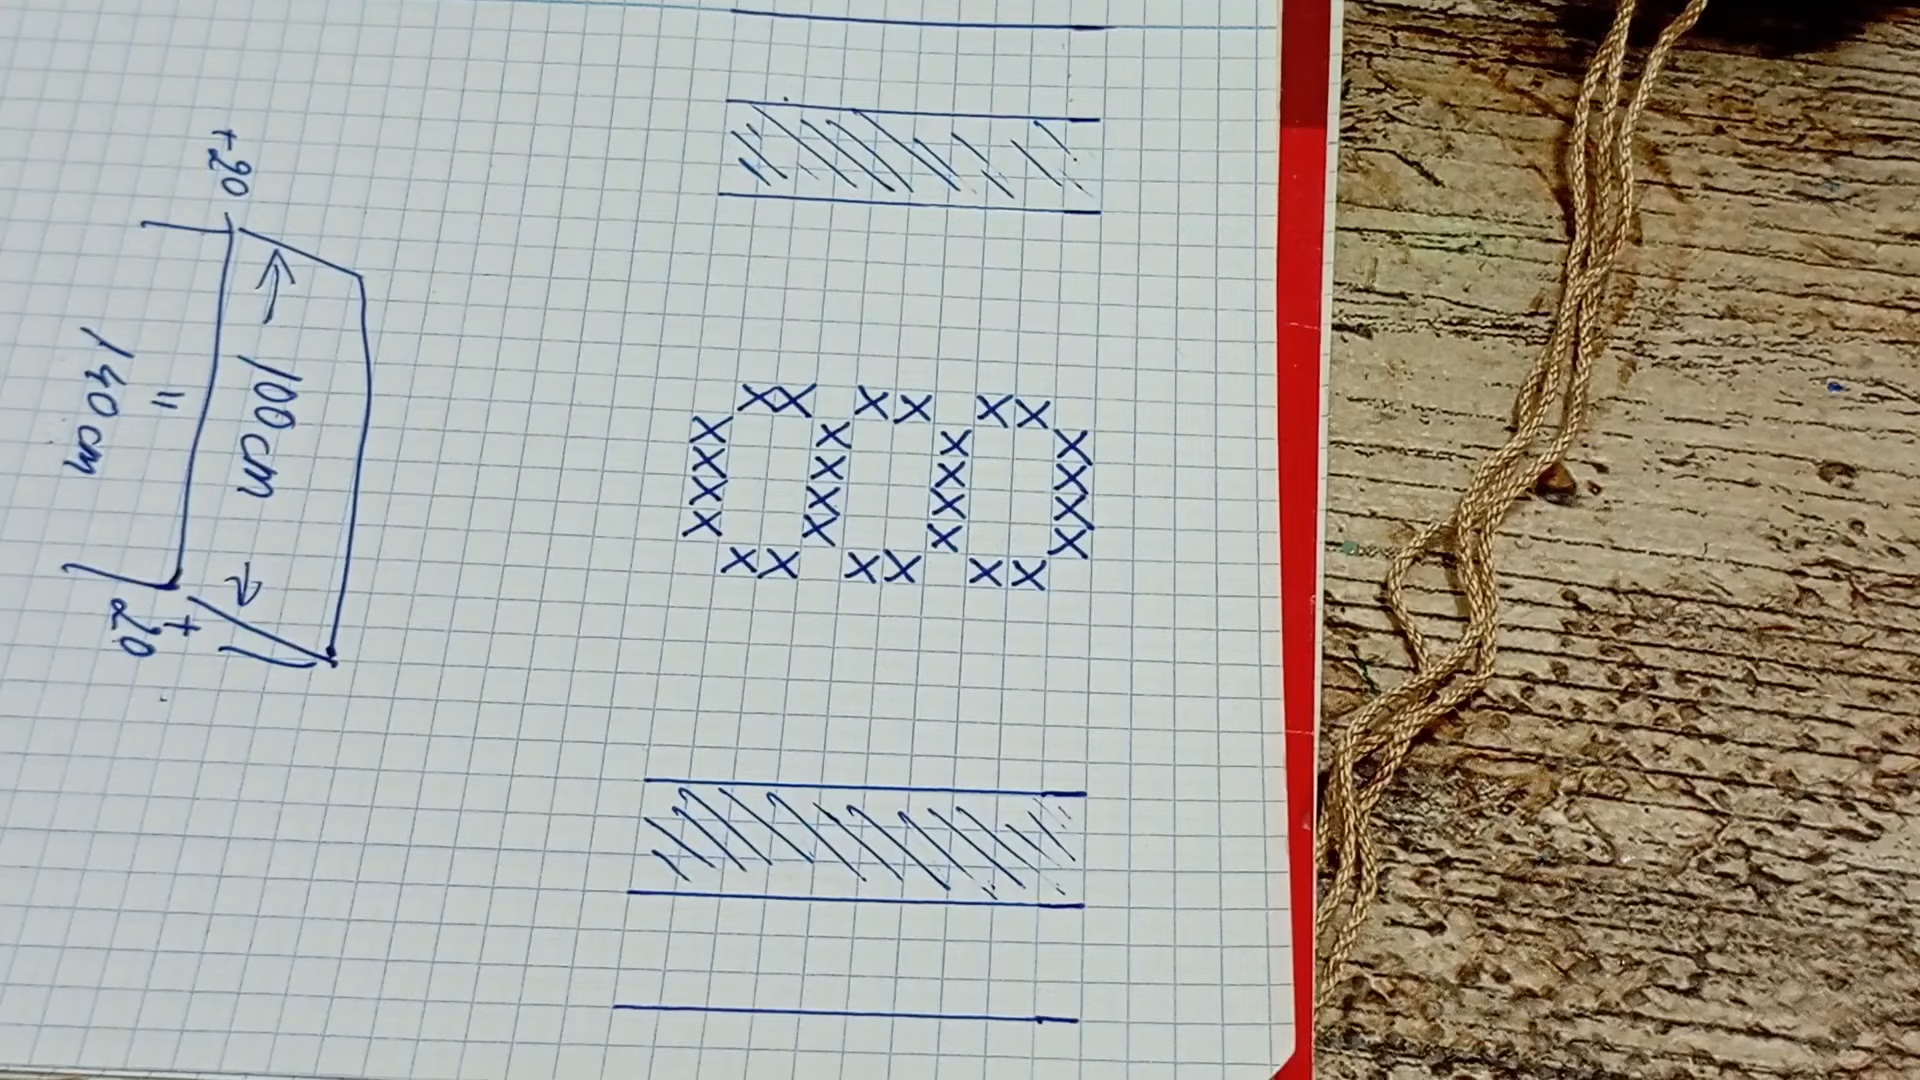 +20
← 100cm →
+
20
=
140cm